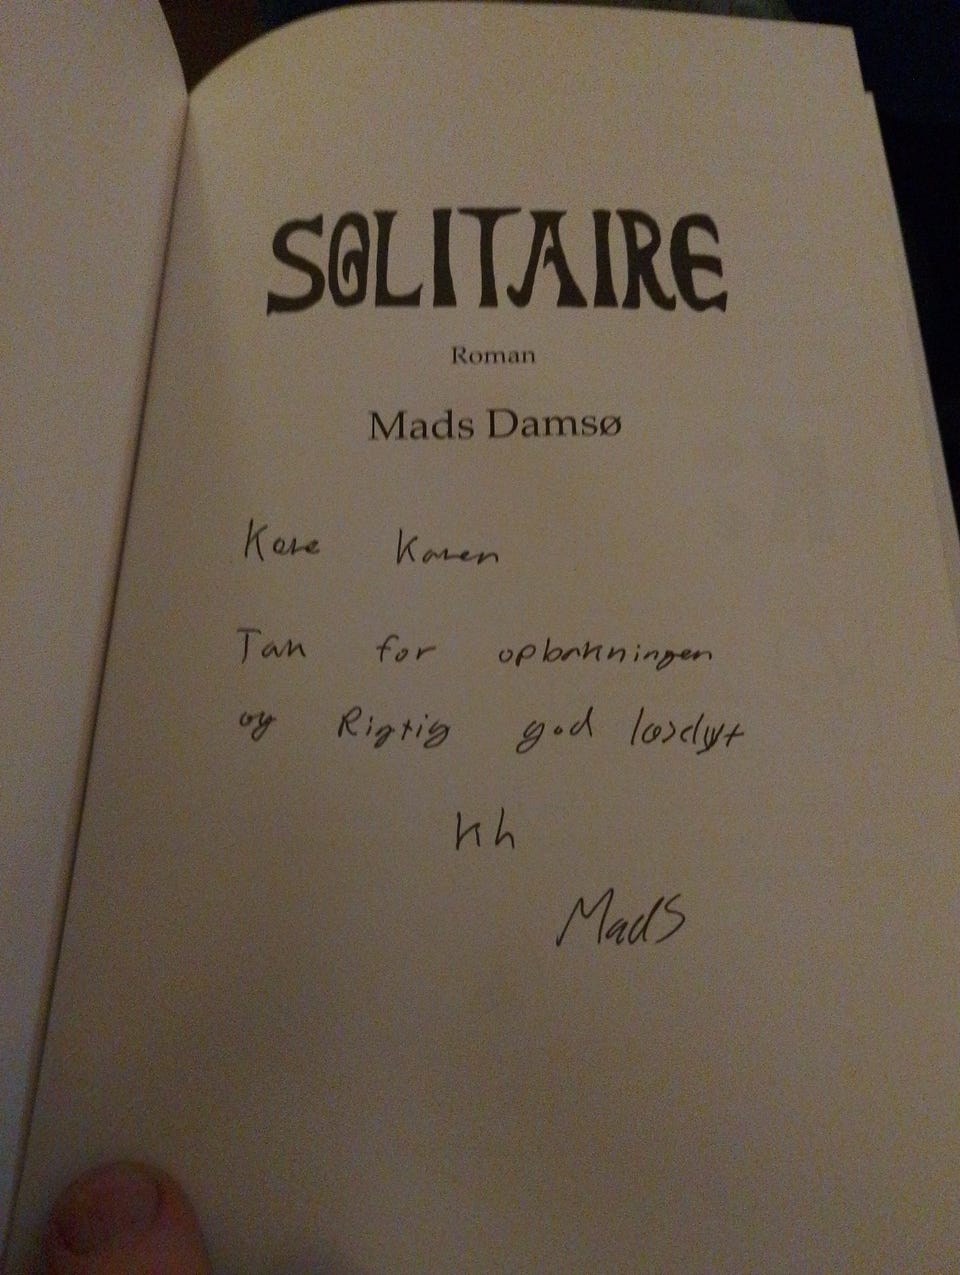 SOLITAIRE
Roman
Mads Damsø
Kære Karen
Tak for opbakningen
og Rigtig god læselyst
Kh
Mads